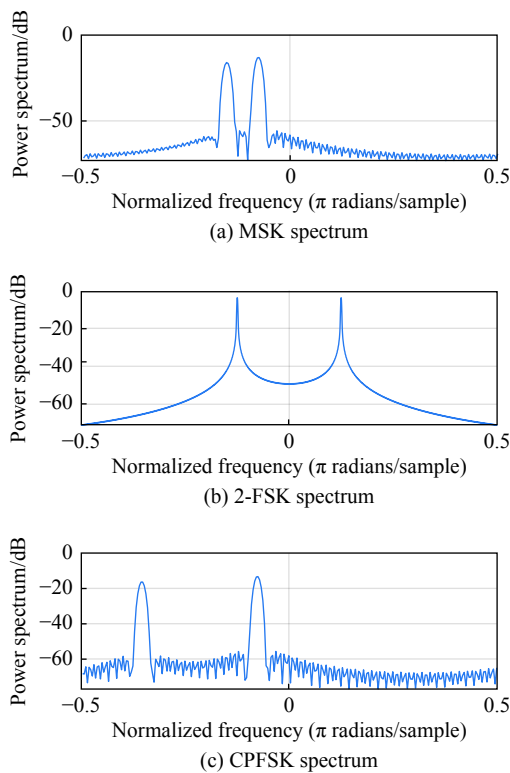 Power spectrum/dB
0
−50
−0.5 0 0.5
Normalized frequency (π radians/sample)
(a) MSK spectrum
Power spectrum/dB
0
−20
−40
−60
−0.5 0 0.5
Normalized frequency (π radians/sample)
(b) 2-FSK spectrum
Power spectrum/dB
0
−20
−40
−60
−0.5 0 0.5
Normalized frequency (π radians/sample)
(c) CPFSK spectrum